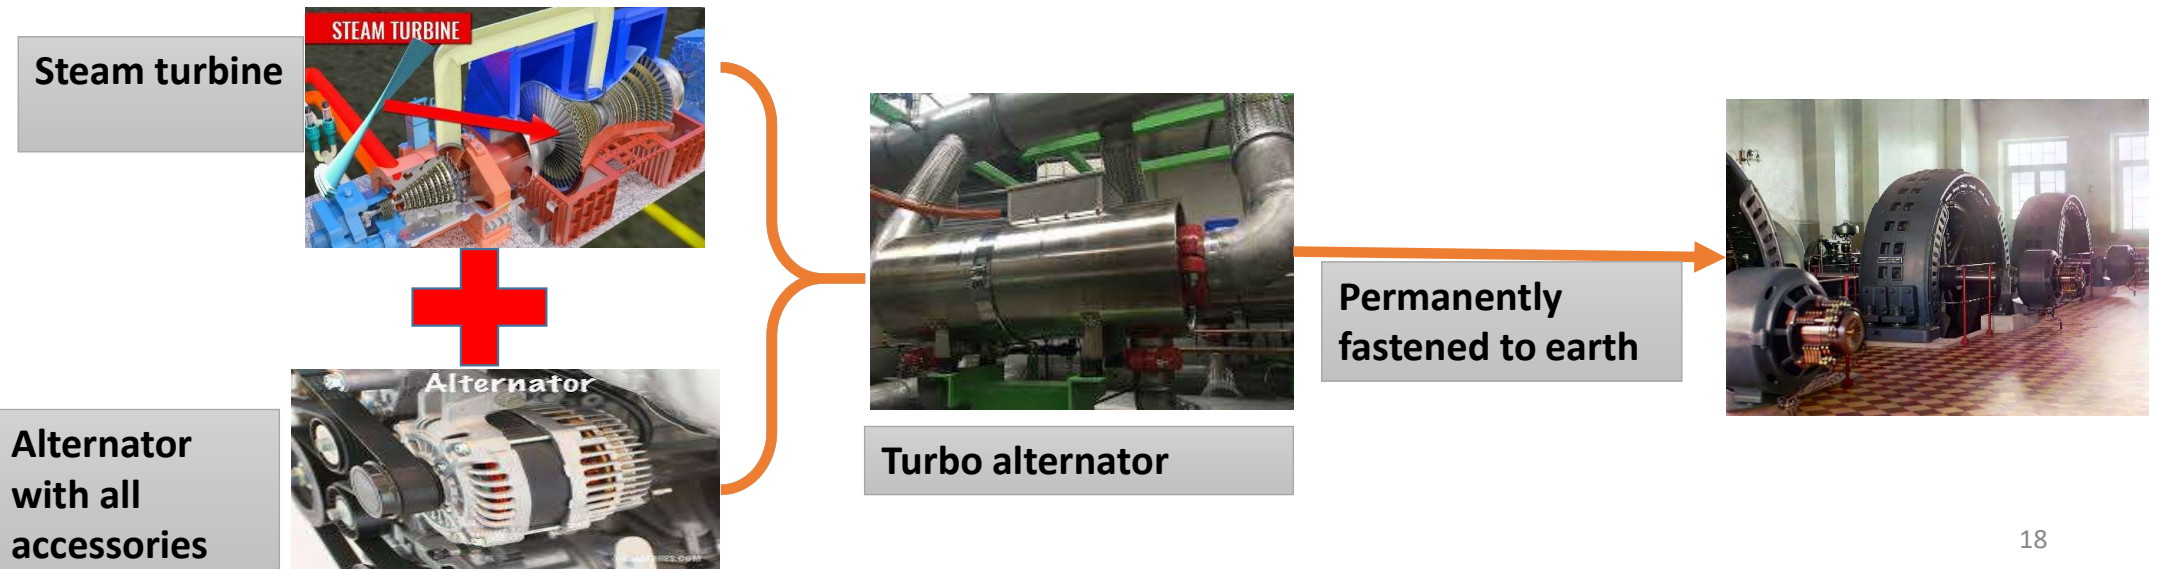 STEAM TURBINE
Steam turbine
Alternator
Alternator
with all
accessories
Turbo alternator
Permanently
fastened to earth
18